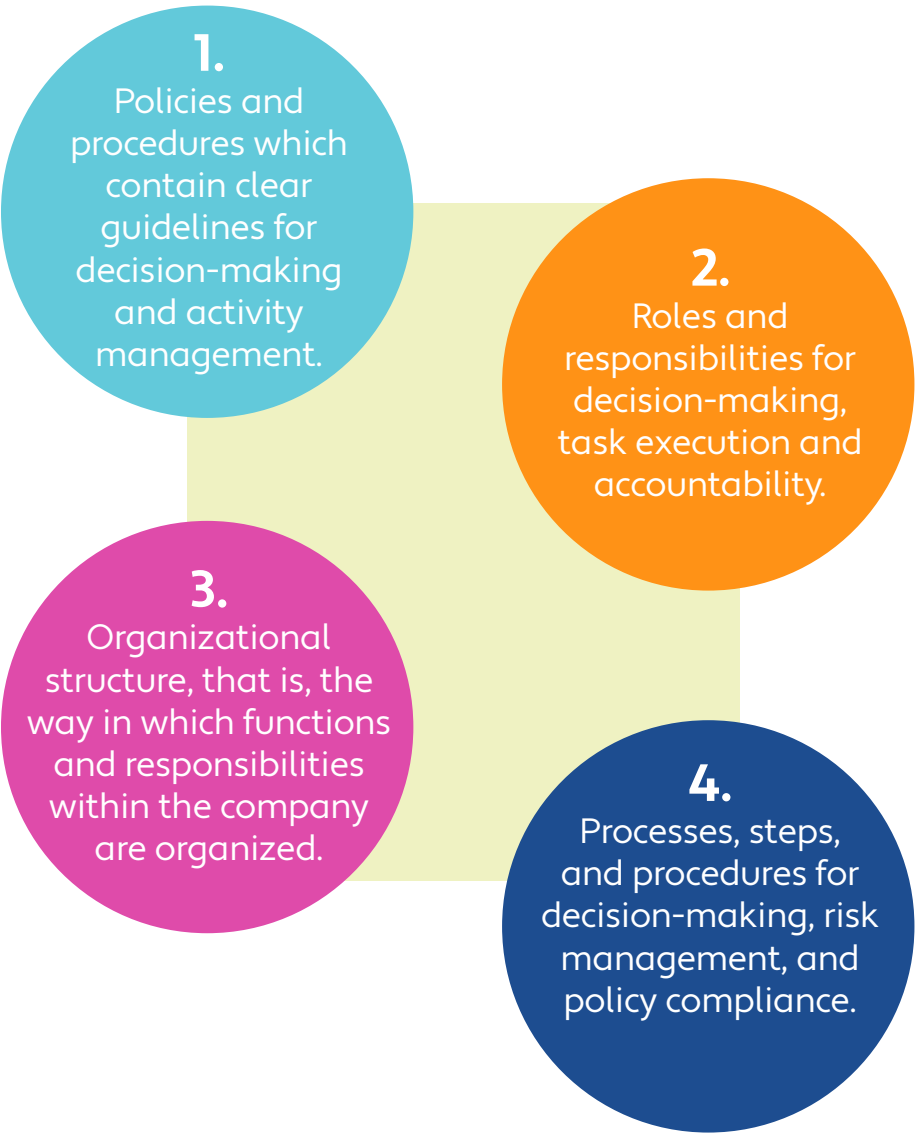 1.
Policies and
procedures which
contain clear
guidelines for
decision-making
and activity
management.
2.
Roles and
responsibilities for
decision-making,
task execution and
accountability.
3.
Organizational
structure, that is, the
way in which functions
and responsibilities
within the company
are organized.
4.
Processes, steps,
and procedures for
decision-making, risk
management, and
policy compliance.